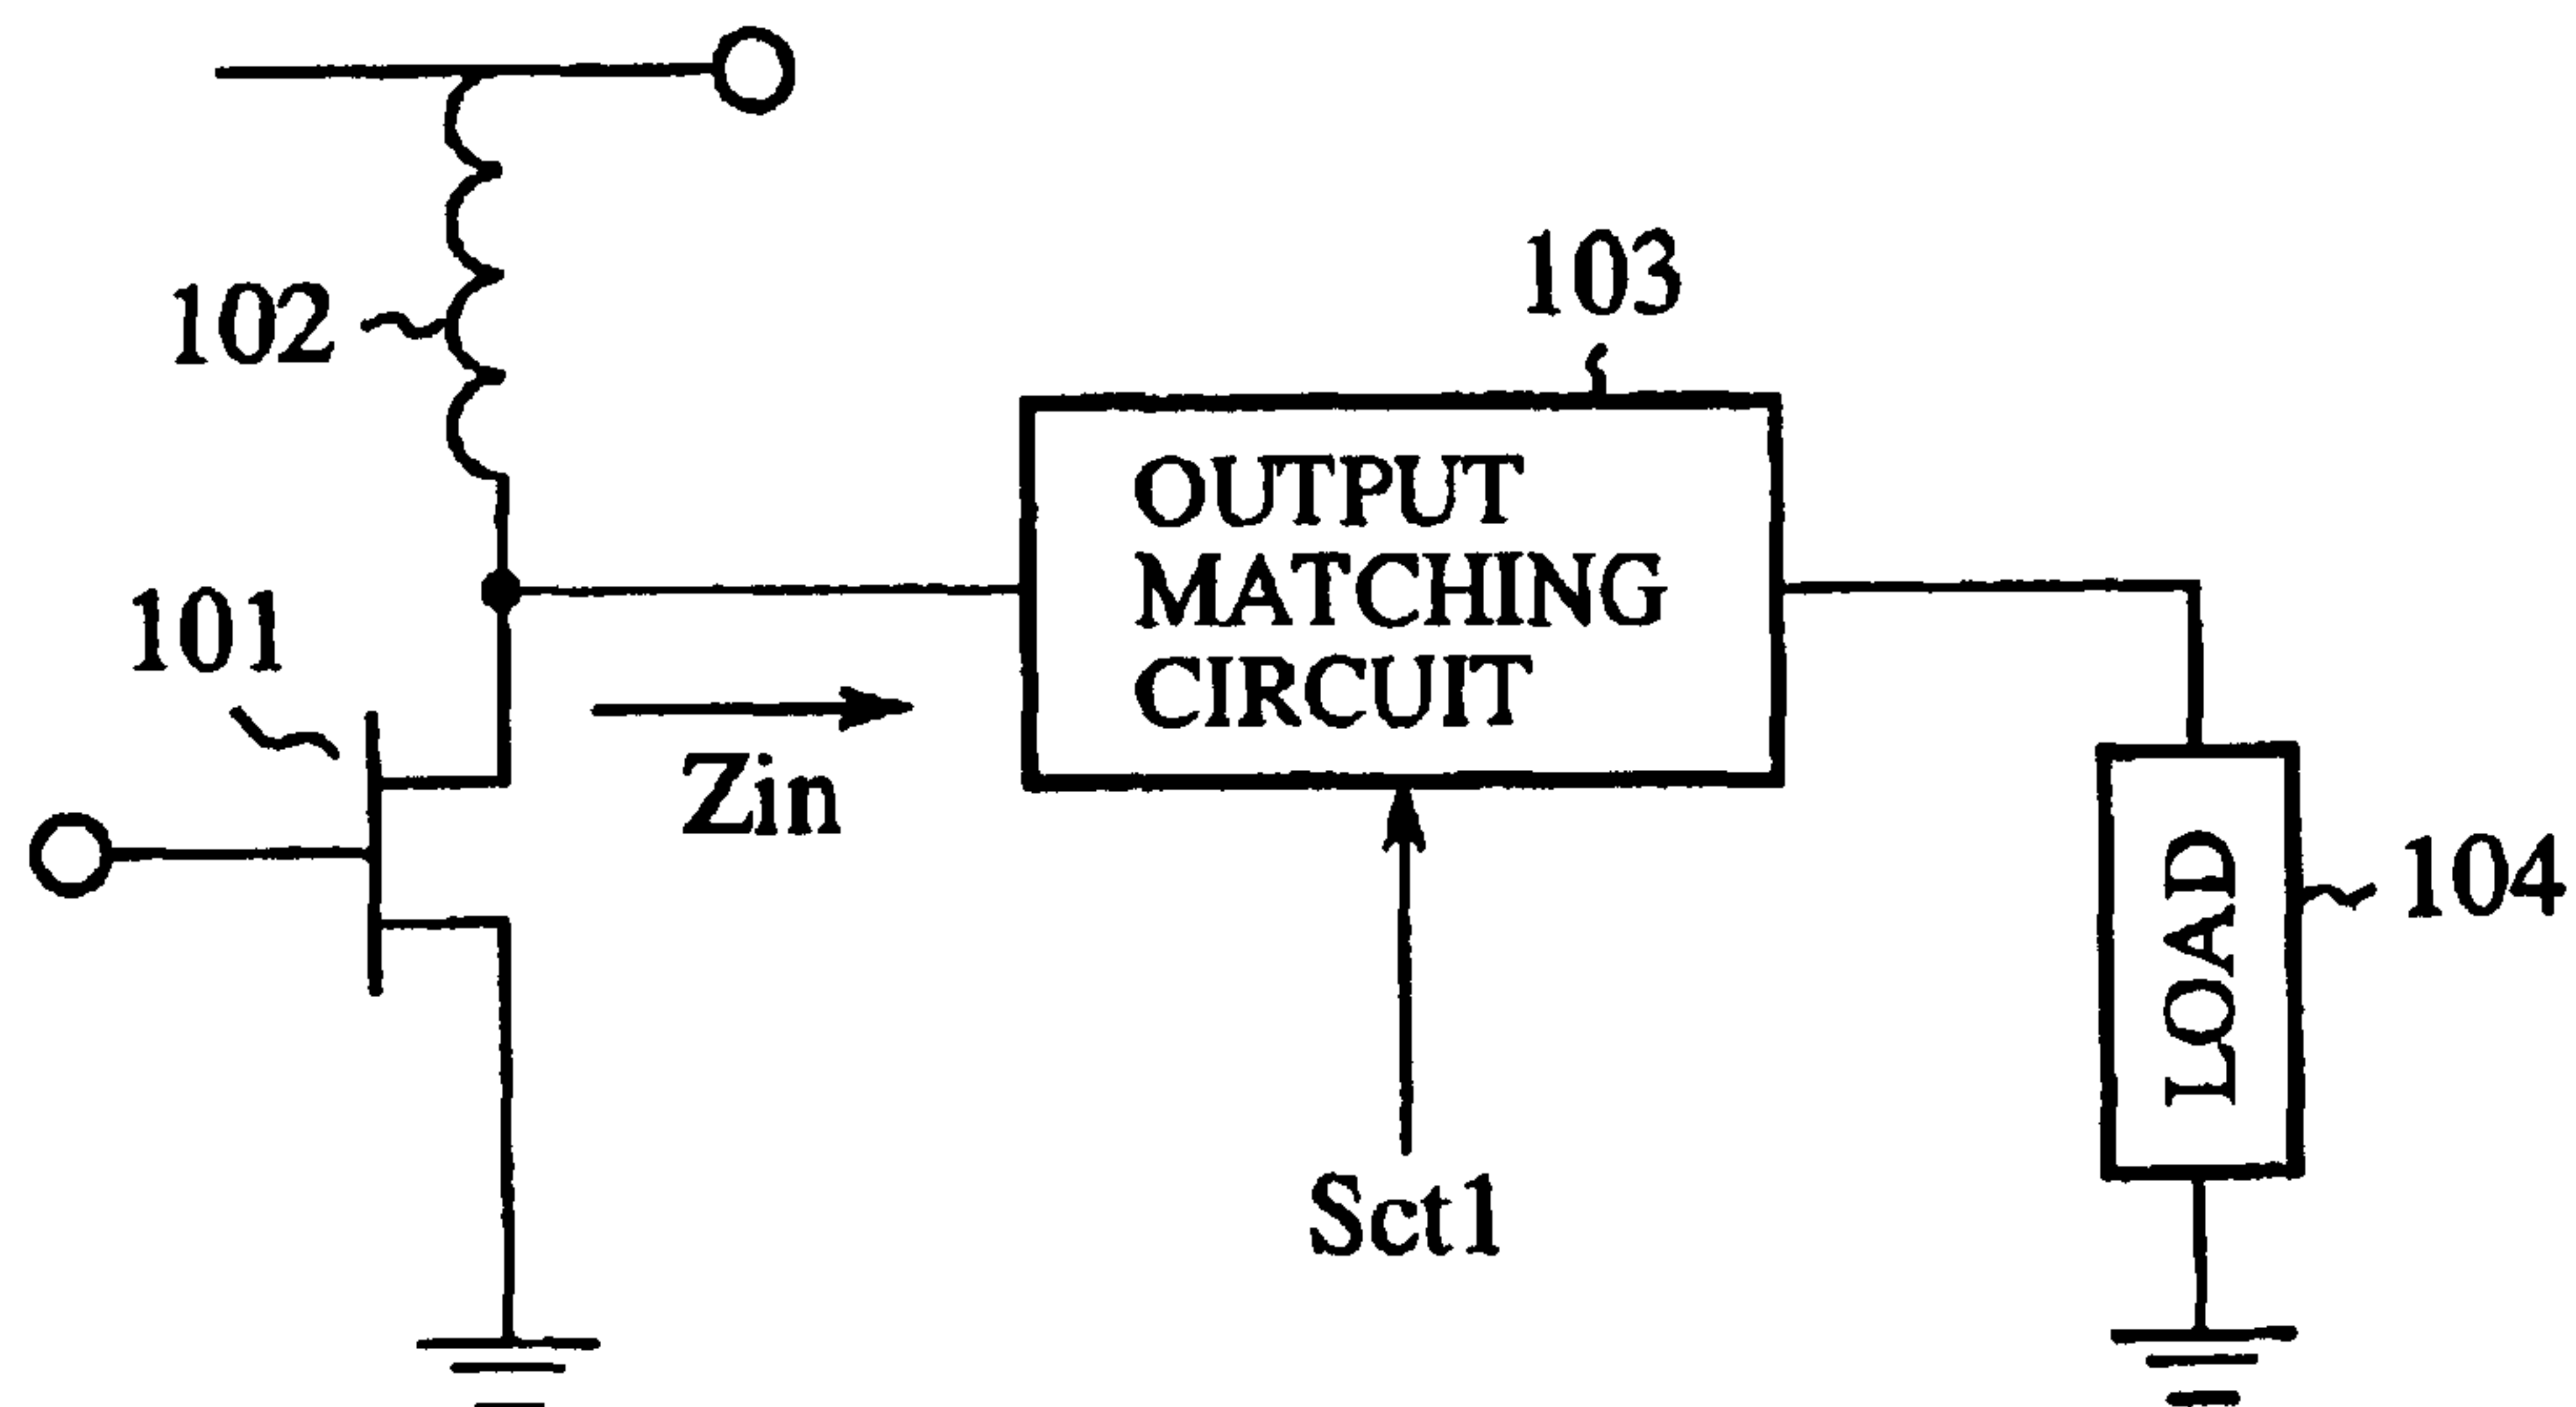 103
102
OUTPUT
MATCHING
CIRCUIT
101
Zin
LOAD
104
Sct1